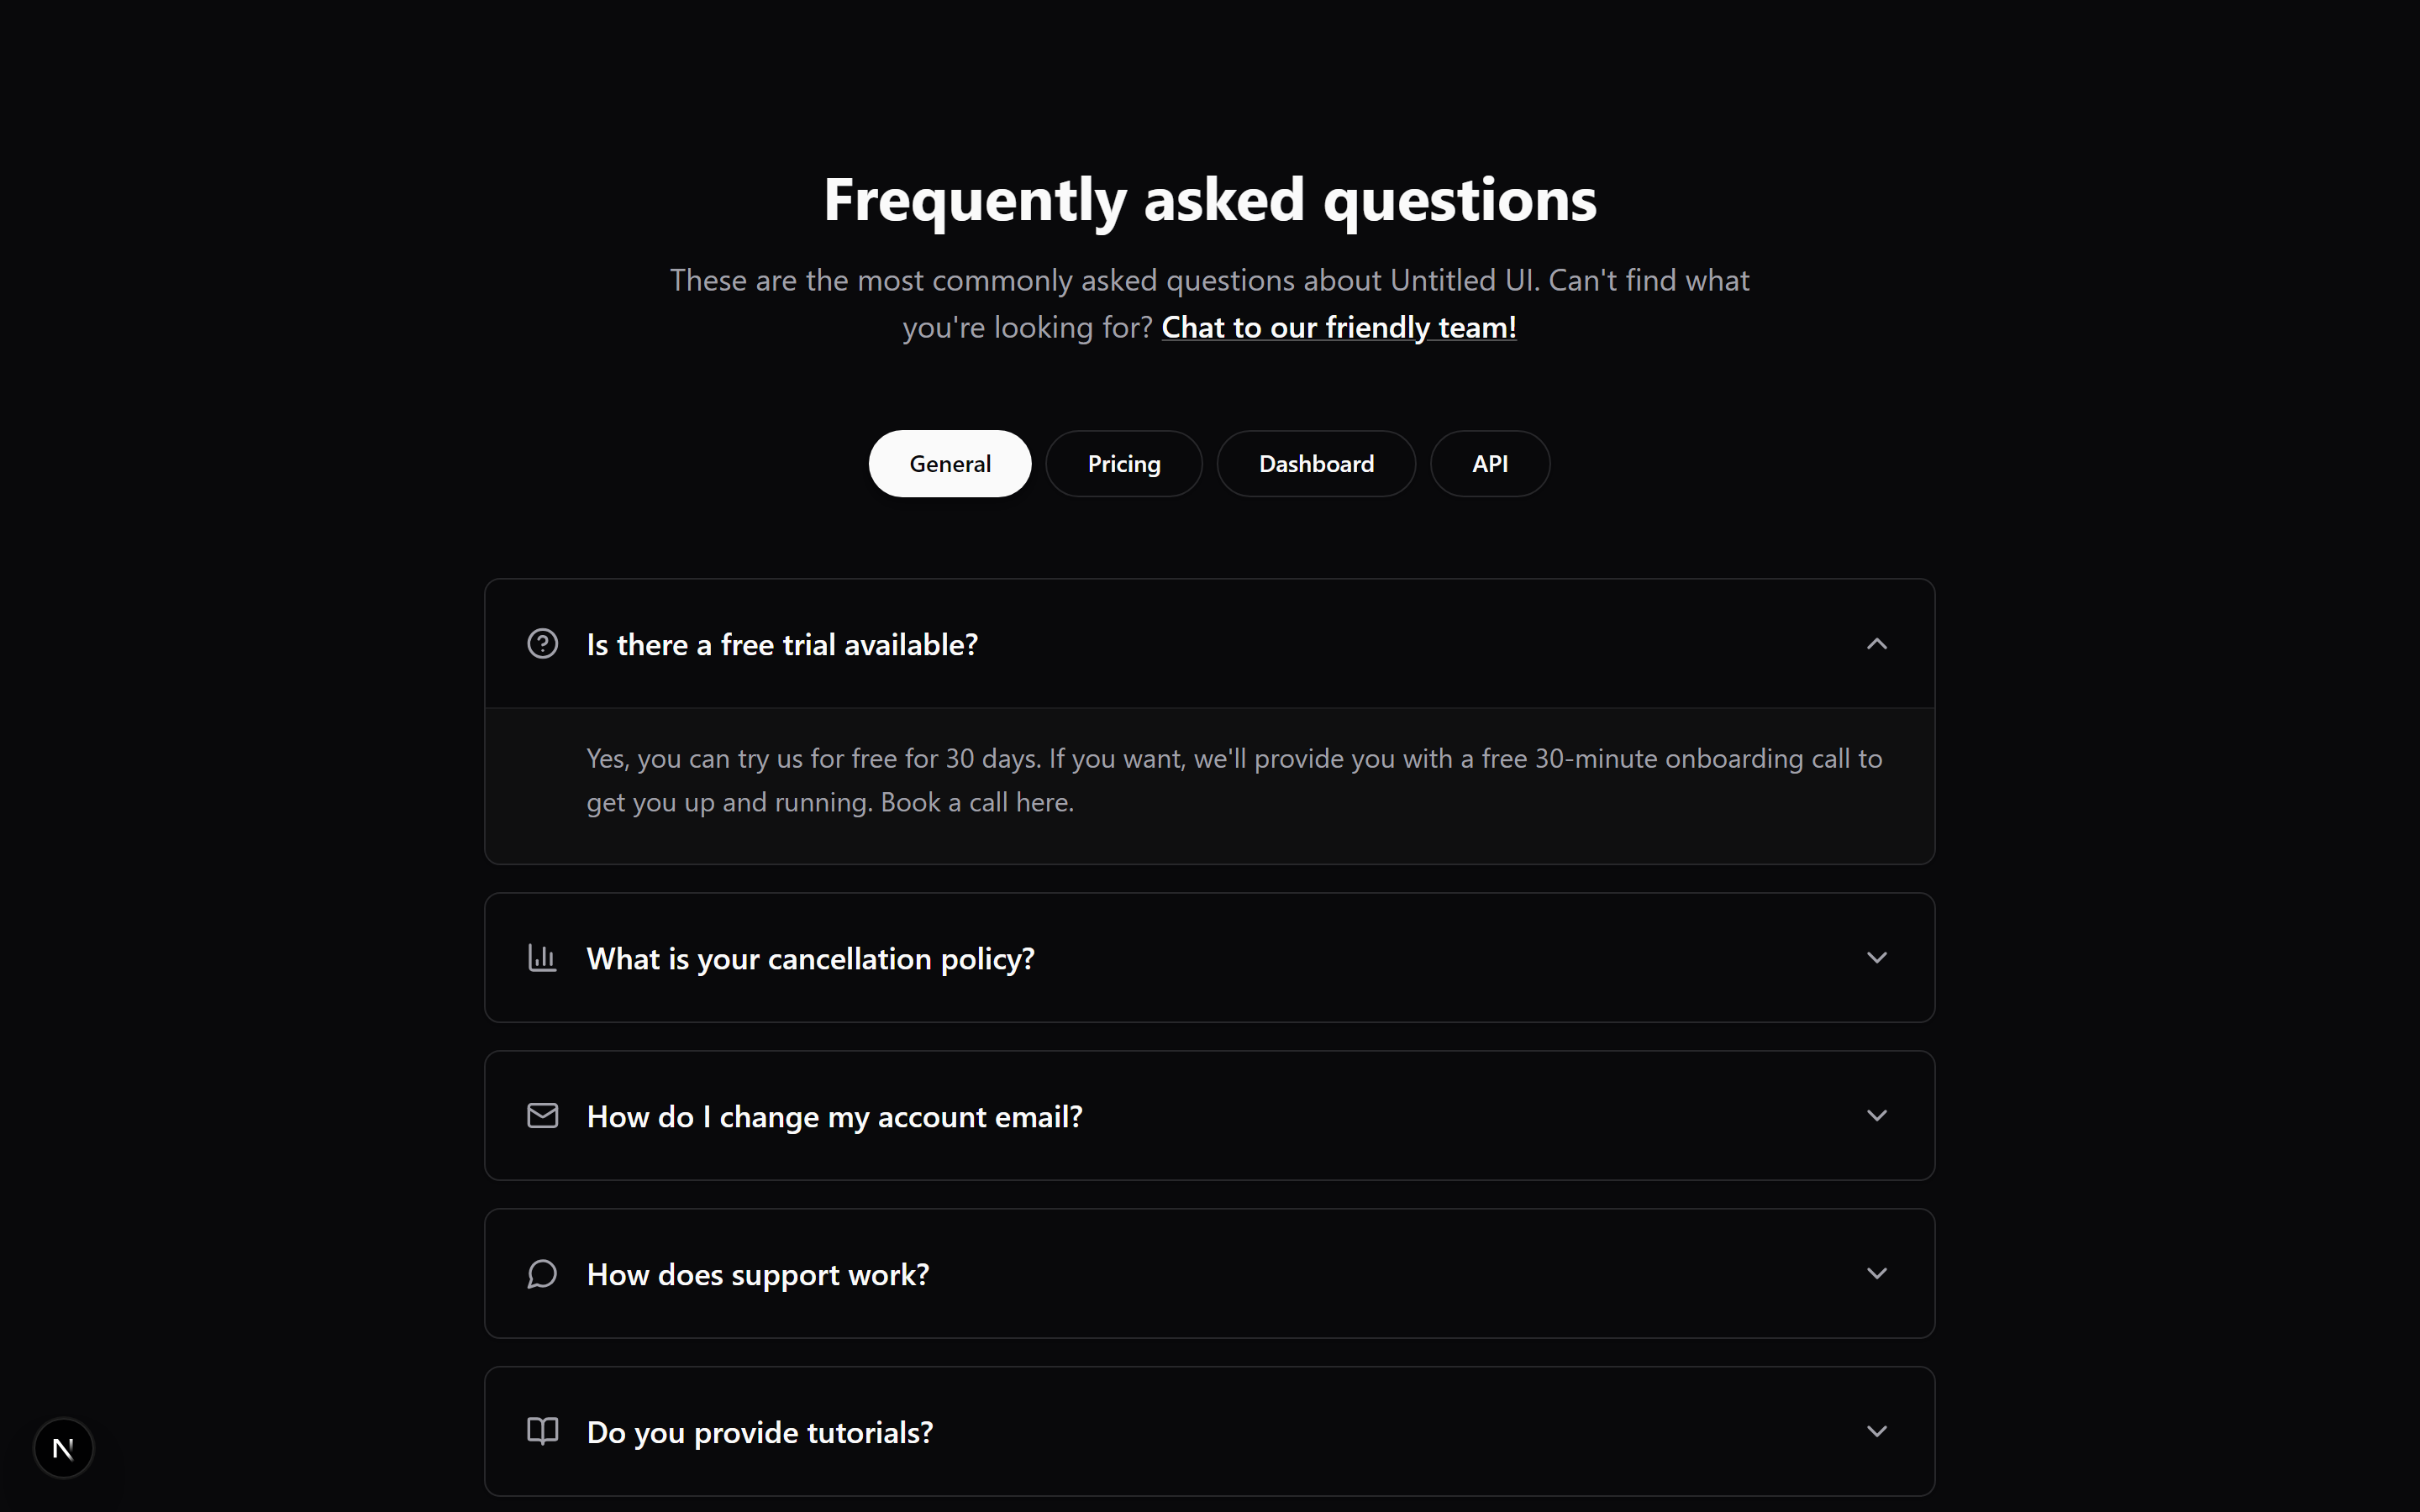 Frequently asked questions
These are the most commonly asked questions about Untitled UI. Can't find what
you're looking for? Chat to our friendly team!
General
Pricing
Dashboard
API
Is there a free trial available?
Yes, you can try us for free for 30 days. If you want, we'll provide you with a free 30-minute onboarding call to
get you up and running. Book a call here.
What is your cancellation policy?
How do I change my account email?
How does support work?
Do you provide tutorials?
N